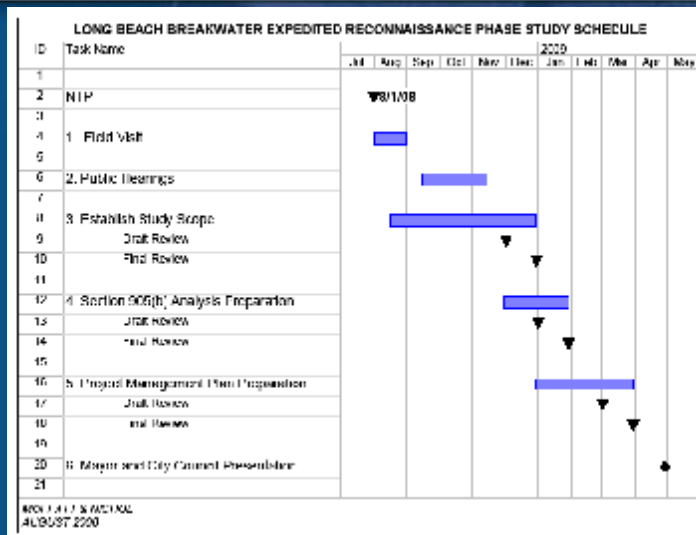 LONG BEACH BREAKWATER EXPEDITED RECONNAISSANCE PHASE STUDY SCHEDULE
ID Task Name 2009
Jul Aug Sep Oct Nov Dec Jan Feb Mar Apr May
1
2 NTP 8/1/08
3
4 1. Field Visit
5
6 2. Public Hearings
7
8 3. Establish Study Scope
9 Draft Review
10 Final Review
11
12 4. Section 905(b) Analysis Preparation
13 Draft Review
14 Final Review
15
16 5. Project Management Plan Preparation
17 Draft Review
18 Final Review
19
20 6. Mayor and City Council Presentation
21
MOFFATT & NICHOL
AUGUST